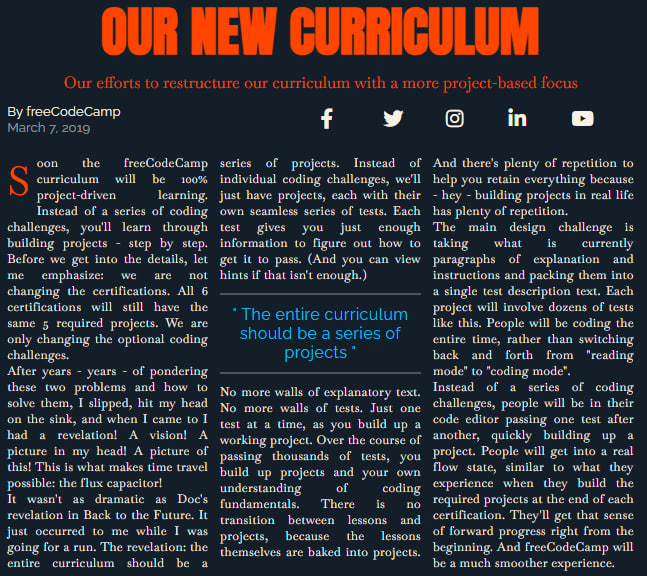 OUR NEW CURRICULUM
Our efforts to restructure our curriculum with a more project-based focus
By freeCodeCamp
March 7, 2019
Soon the freeCodeCamp
curriculum will be 100%
project-driven learning.
Instead of a series of coding
challenges, you'll learn through
building projects - step by step.
Before we get into the details, let
me emphasize: we are not
changing the certifications. All 6
certifications will still have the
same 5 required projects. We are
only changing the optional coding
challenges.
After years - years - of pondering
these two problems and how to
solve them, I slipped, hit my head
on the sink, and when I came to I
had a revelation! A vision! A
picture in my head! A picture of
this! This is what makes time travel
possible: the flux capacitor!
It wasn't as dramatic as Doc's
revelation in Back to the Future. It
just occurred to me while I was
going for a run. The revelation: the
entire curriculum should be a
series of projects. Instead of
individual coding challenges, we'll
just have projects, each with their
own seamless series of tests. Each
test gives you just enough
information to figure out how to
get it to pass. (And you can view
hints if that isn't enough.)
" The entire curriculum
should be a series of
projects "
No more walls of explanatory text.
No more walls of tests. Just one
test at a time, as you build up a
working project. Over the course of
passing thousands of tests, you
build up projects and your own
understanding of coding
fundamentals. There is no
transition between lessons and
projects, because the lessons
themselves are baked into projects.
And there's plenty of repetition to
help you retain everything because
- hey - building projects in real life
has plenty of repetition.
The main design challenge is
taking what is currently
paragraphs of explanation and
instructions and packing them into
a single test description text. Each
project will involve dozens of tests
like this. People will be coding the
entire time, rather than switching
back and forth from "reading
mode" to "coding mode".
Instead of a series of coding
challenges, people will be in their
code editor passing one test after
another, quickly building up a
project. People will get into a real
flow state, similar to what they
experience when they build the
required projects at the end of each
certification. They'll get that sense
of forward progress right from the
beginning. And freeCodeCamp will
be a much smoother experience.